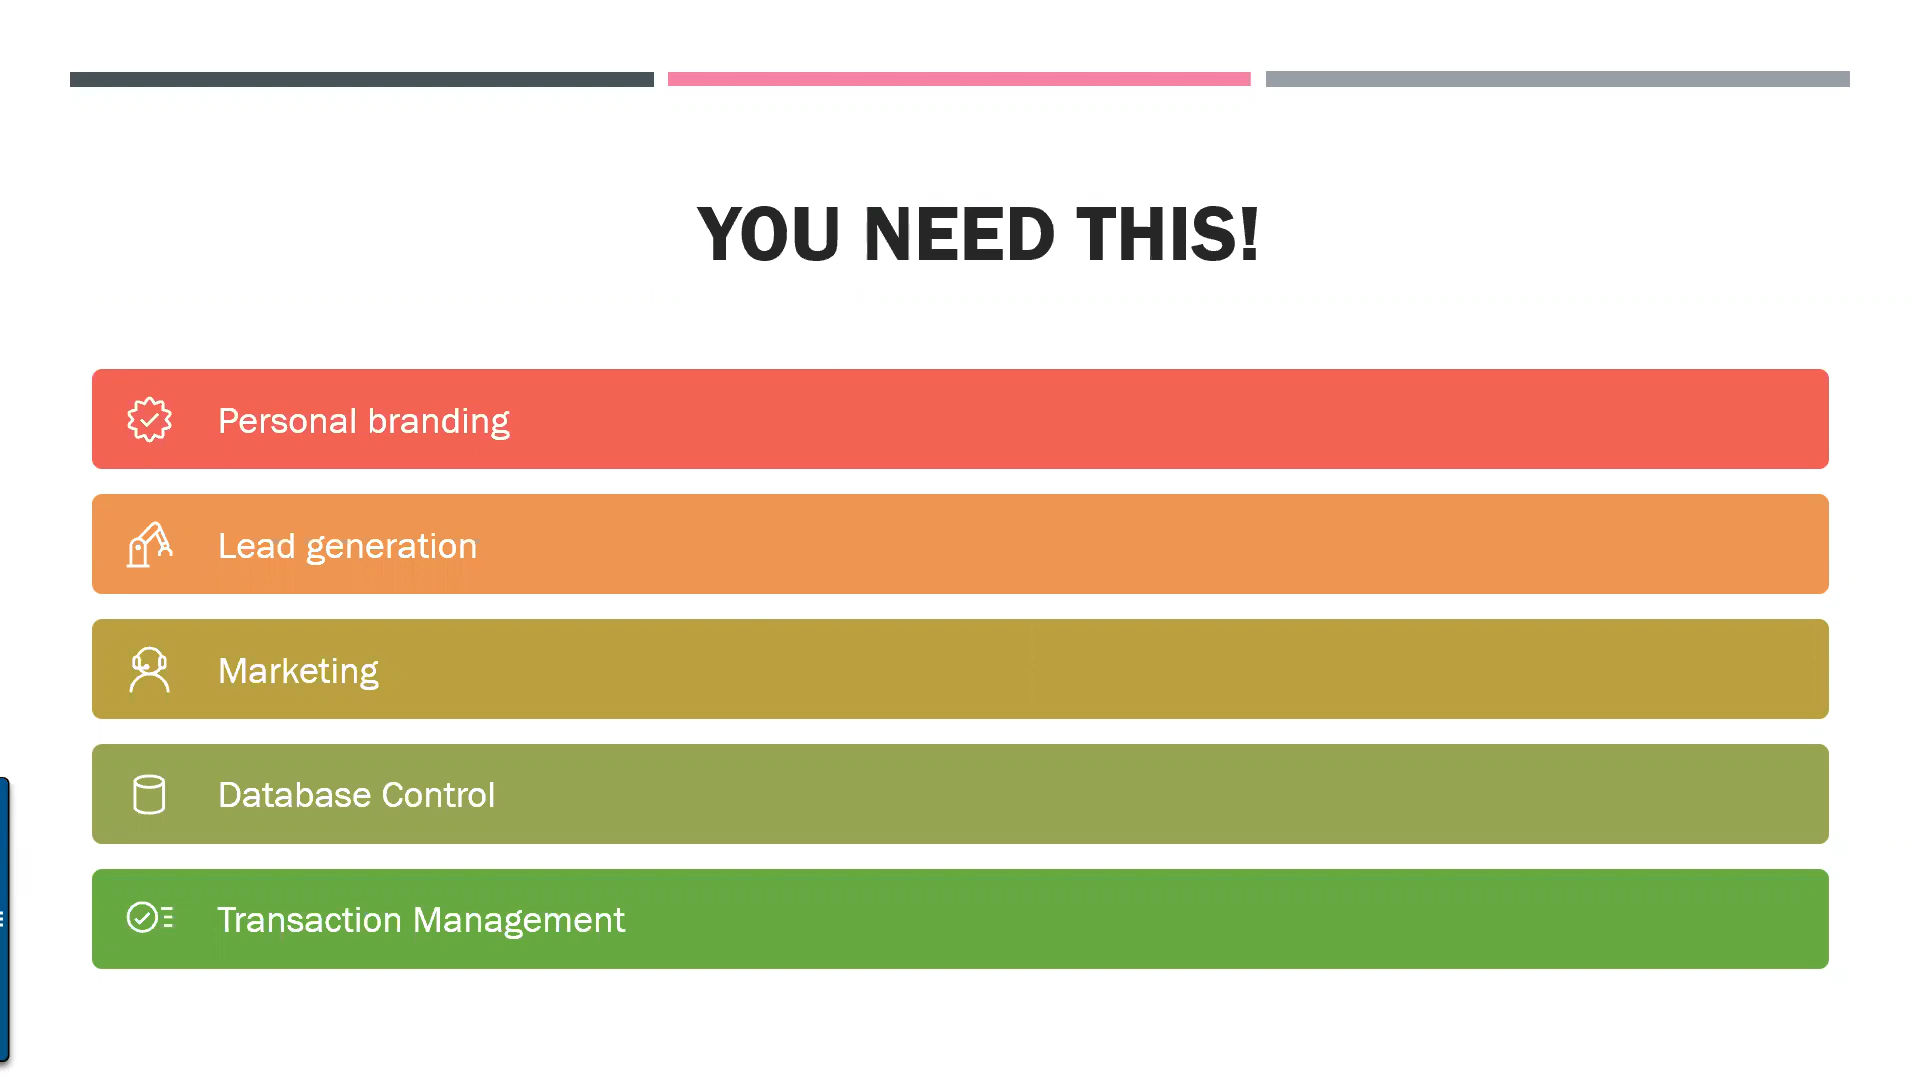 YOU NEED THIS!
Personal branding
Lead generation
Marketing
Database Control
Transaction Management